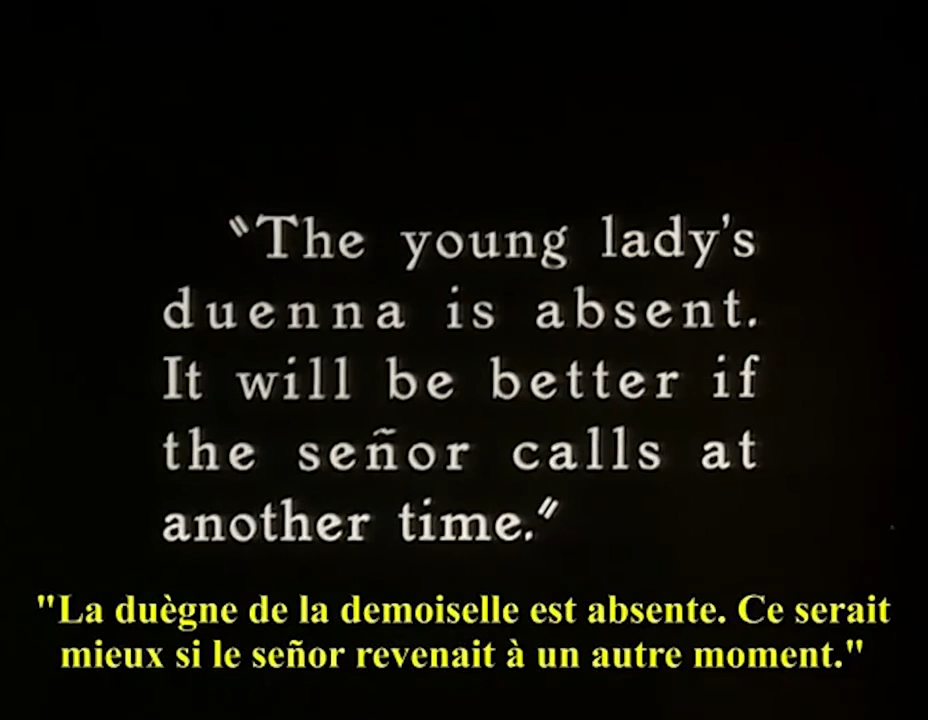 "The young lady's
duenna is absent.
It will be better if
the señor calls at
another time."
"La duègne de la demoiselle est absente. Ce serait
mieux si le señor revenait à un autre moment."